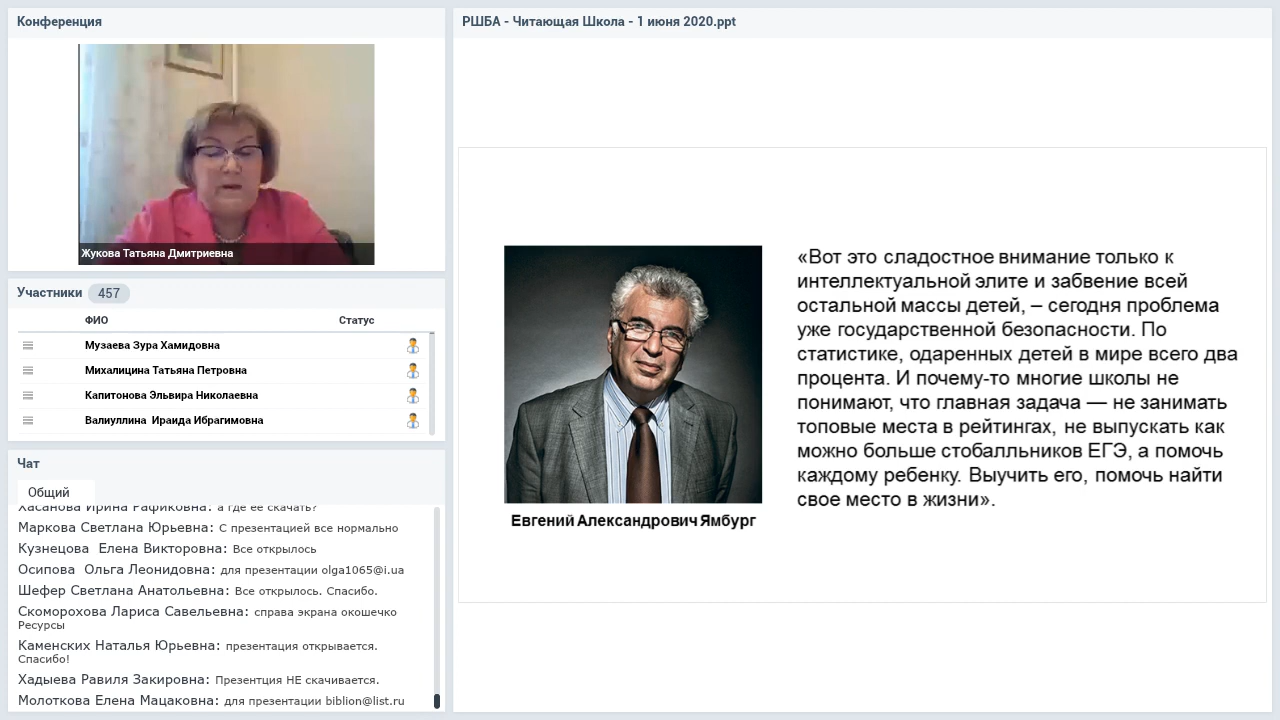 Конференция
Жукова Татьяна Дмитриевна
Участники 457
ФИО Статус
Музаева Зура Хамидовна
Михалицина Татьяна Петровна
Капитонова Эльвира Николаевна
Валиуллина Ираида Ибрагимовна
Чат
Общий
Хасанова Ирина Рафиковна: а где ее скачать?
Маркова Светлана Юрьевна: С презентацией все нормально
Кузнецова Елена Викторовна: Все открылось
Осипова Ольга Леонидовна: для презентации olga1065@i.ua
Шефер Светлана Анатольевна: Все открылось. Спасибо.
Скоморохова Лариса Савельевна: справа экрана окошечко
Ресурсы
Каменских Наталья Юрьевна: презентация открывается.
Спасибо!
Хадыева Равиля Закировна: Презентция НЕ скачивается.
Молоткова Елена Мацаковна: для презентации biblion@list.ru
РШБА - Читающая Школа - 1 июня 2020.ppt
«Вот это сладостное внимание только к
интеллектуальной элите и забвение всей
остальной массы детей, – сегодня проблема
уже государственной безопасности. По
статистике, одаренных детей в мире всего два
процента. И почему-то многие школы не
понимают, что главная задача — не занимать
топовые места в рейтингах, не выпускать как
можно больше стобалльников ЕГЭ, а помочь
каждому ребенку. Выучить его, помочь найти
свое место в жизни».
Евгений Александрович Ямбург